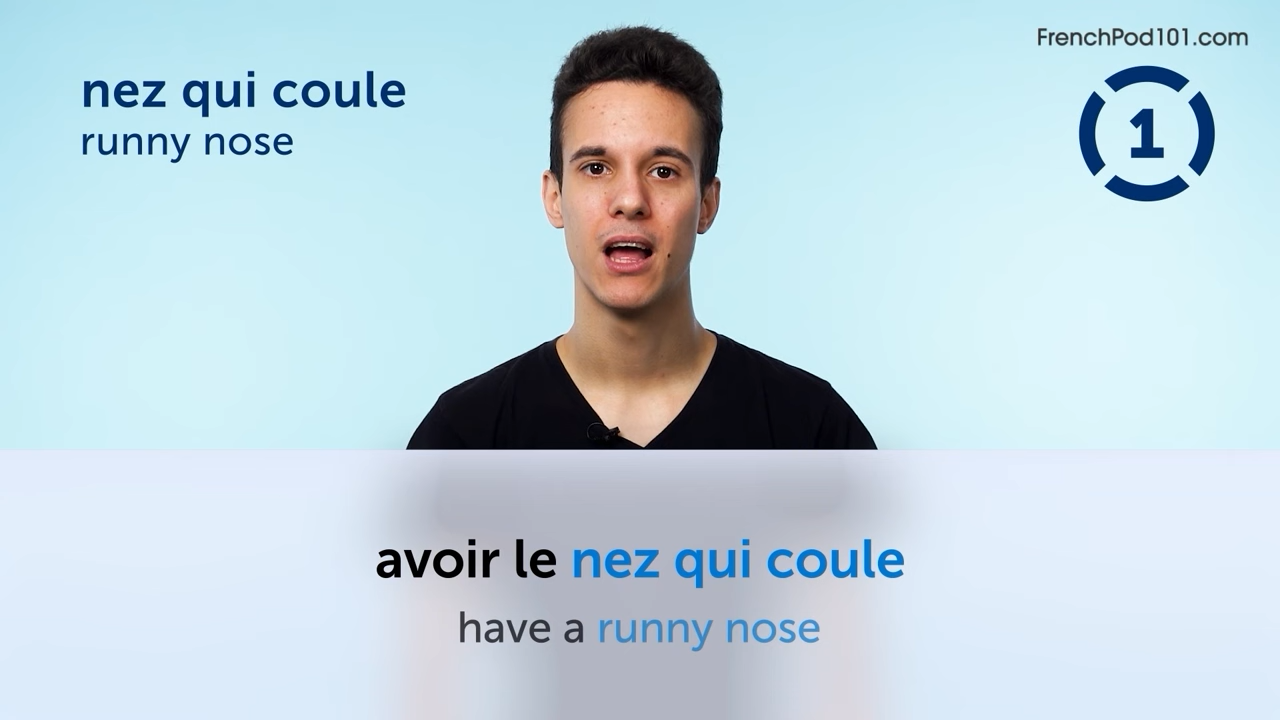 FrenchPod101.com
nez qui coule
runny nose
1
avoir le nez qui coule
have a runny nose